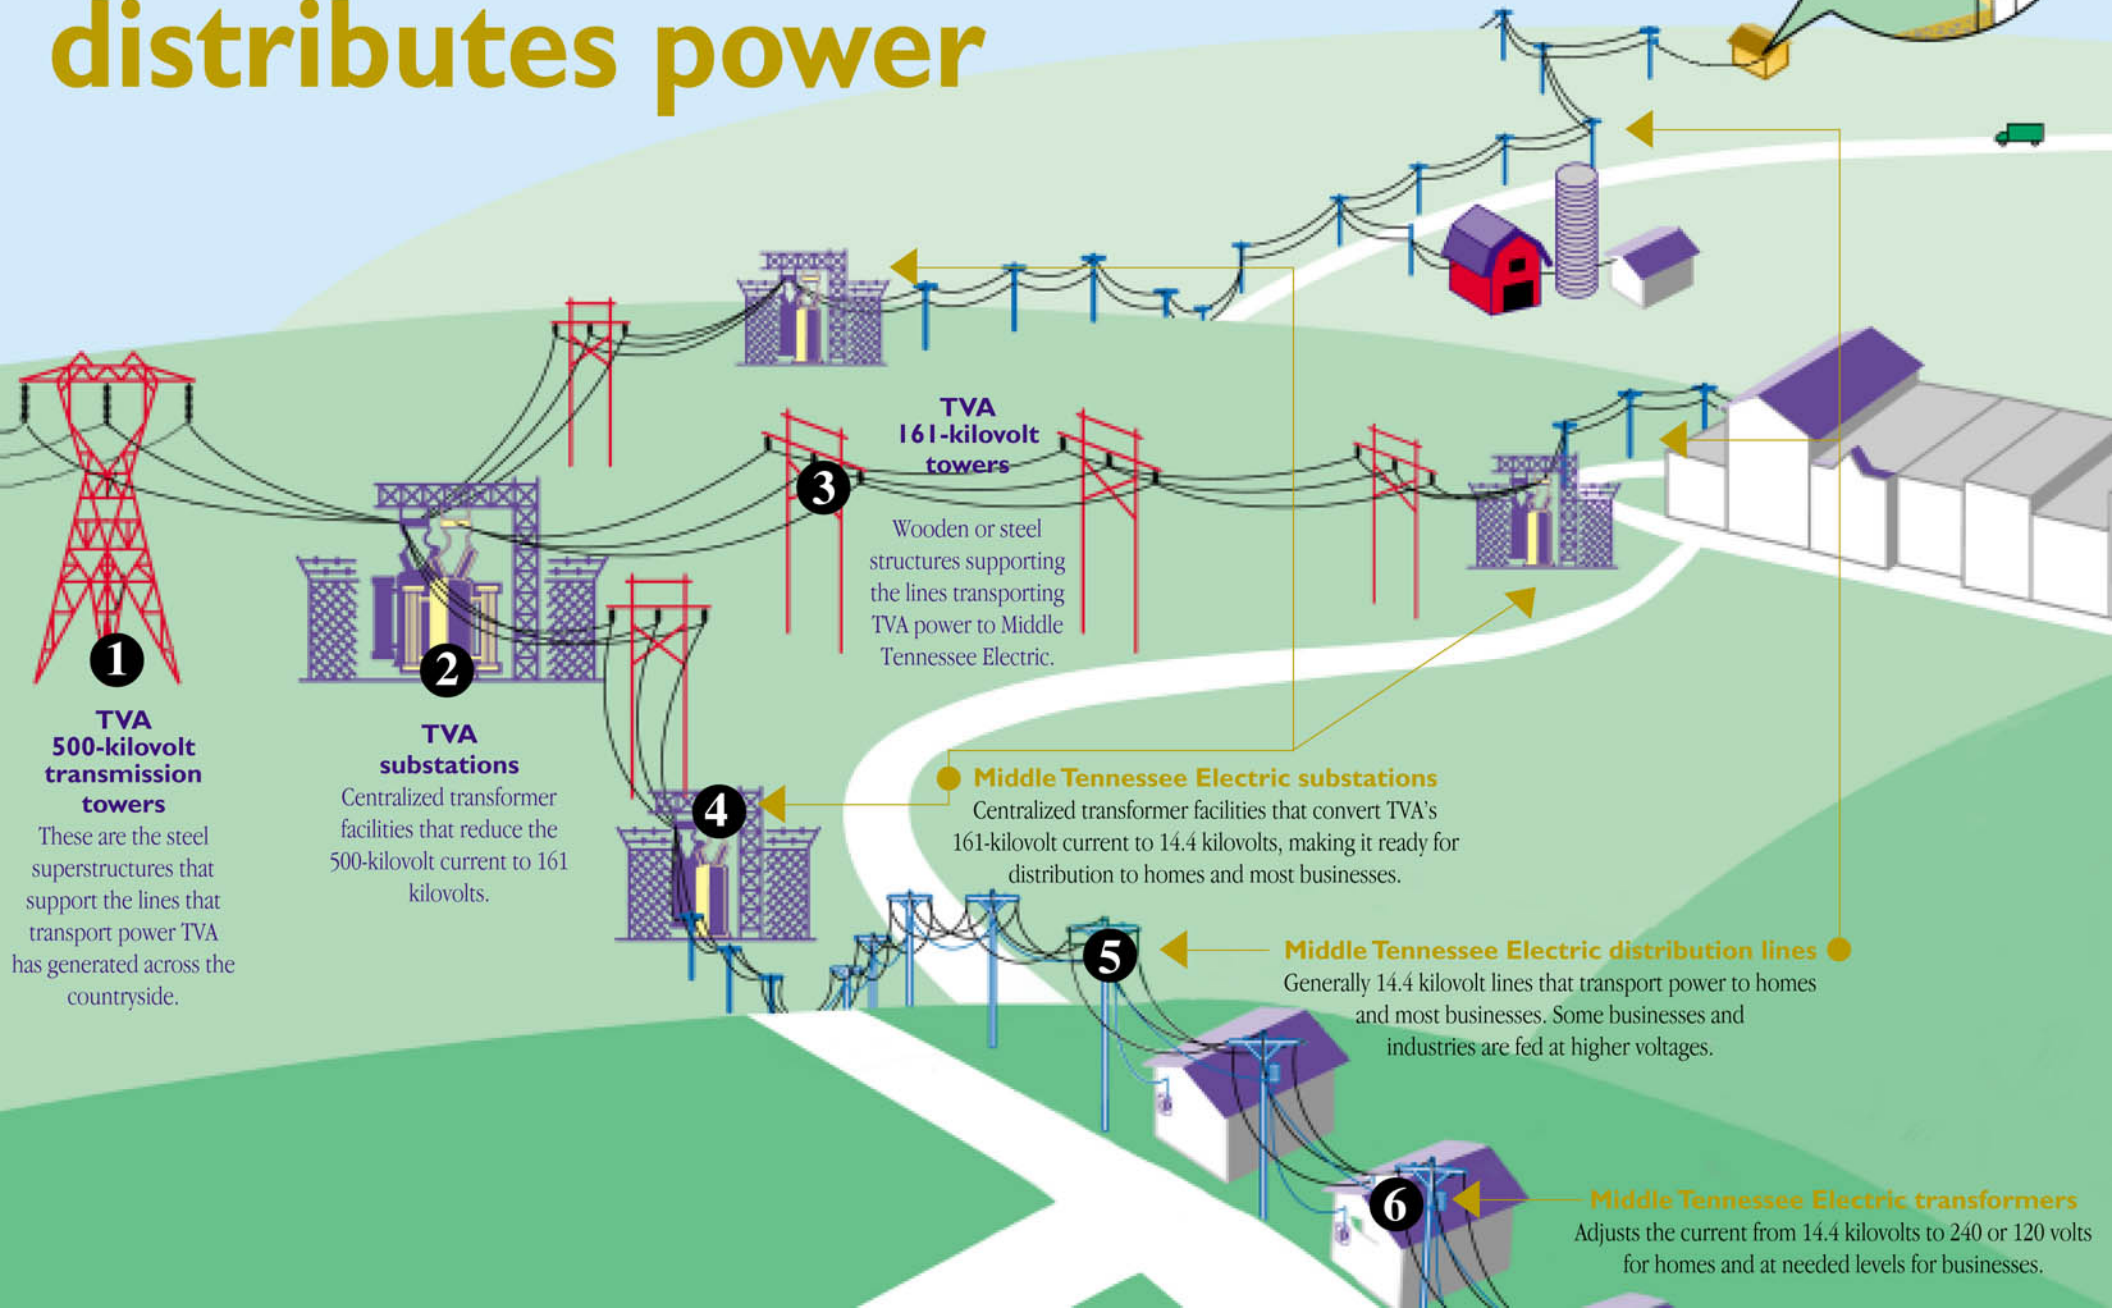 distributes power
1
TVA
500-kilovolt
transmission
towers
These are the steel
superstructures that
support the lines that
transport power TVA
has generated across the
countryside.
2
TVA
substations
Centralized transformer
facilities that reduce the
500-kilovolt current to 161
kilovolts.
3
TVA
161-kilovolt
towers
Wooden or steel
structures supporting
the lines transporting
TVA power to Middle
Tennessee Electric.
4
Middle Tennessee Electric substations
Centralized transformer facilities that convert TVA's
161-kilovolt current to 14.4 kilovolts, making it ready for
distribution to homes and most businesses.
5
Middle Tennessee Electric distribution lines
Generally 14.4 kilovolt lines that transport power to homes
and most businesses. Some businesses and
industries are fed at higher voltages.
6
Middle Tennessee Electric transformers
Adjusts the current from 14.4 kilovolts to 240 or 120 volts
for homes and at needed levels for businesses.